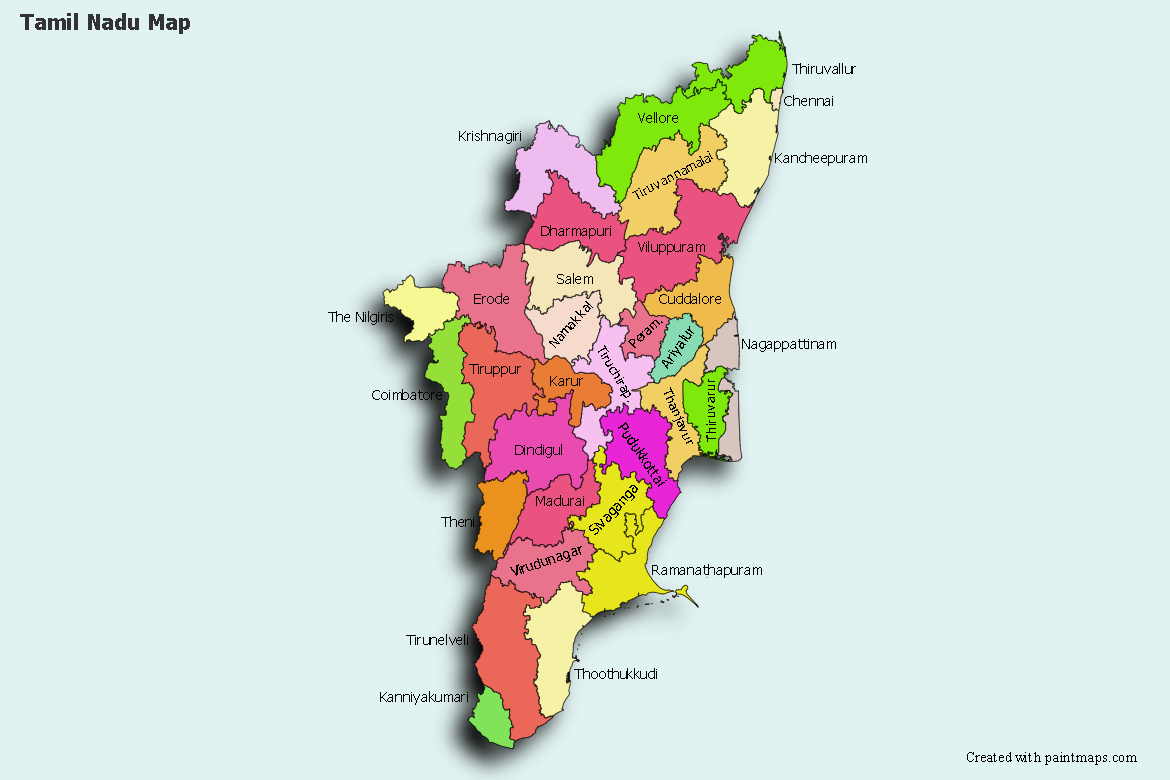 Tamil Nadu Map
Thiruvallur
Chennai
Vellore
Krishnagiri
Kancheepuram
Tiruvannamalai
Dharmapuri
Viluppuram
Salem
Erode
Cuddalore
The Nilgiris
Namakkal
Peram.
Ariyalur
Nagappattinam
Tiruppur
Tiruchirap.
Karur
Coimbatore
Thanjavur
Thiruvarur
Dindigul
Pudukkottai
Madurai
Sivaganga
Theni
Virudunagar
Ramanathapuram
Tirunelveli
Thoothukkudi
Kanniyakumari
Created with paintmaps.com